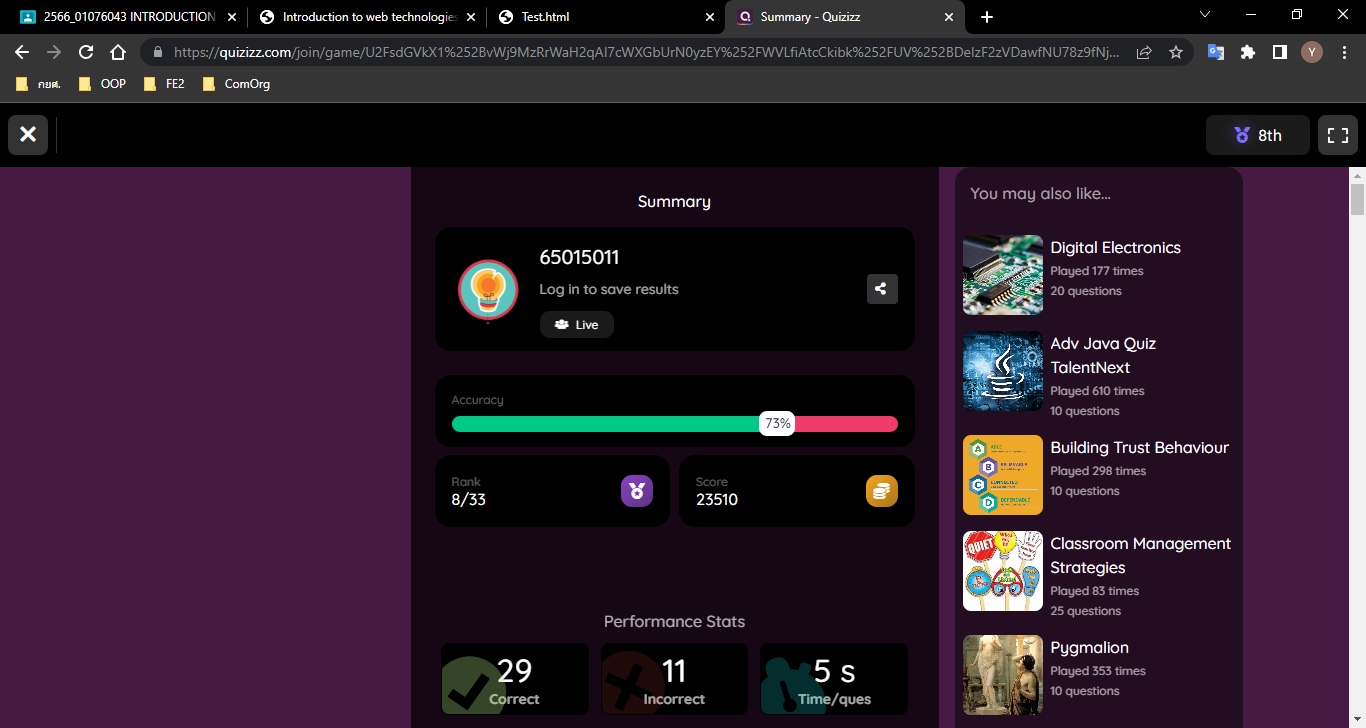 2566_01076043 INTRODUCTION
Introduction to web technologies
Test.html
Summary - Quizizz
https://quizizz.com/join/game/U2FsdGVkX1%252BvWj9MzRrWaH2qAI7cWXGbUrN0yzEY%252FWVLfiAtcCkibk%252FUV%252BDeIzF2zVDawfNU78z9fNj...
Y
กยศ.
OOP
FE2
ComOrg
8th
Summary
65015011
Log in to save results
Live
Accuracy
73%
Rank
8/33
Score
23510
Performance Stats
29
Correct
11
Incorrect
5 s
Time/ques
You may also like...
Digital Electronics
Played 177 times
20 questions
Adv Java Quiz
TalentNext
Played 610 times
10 questions
Building Trust Behaviour
Played 298 times
10 questions
A
B
C
D
QUIET
Classroom Management
Strategies
Played 83 times
25 questions
Pygmalion
Played 353 times
10 questions